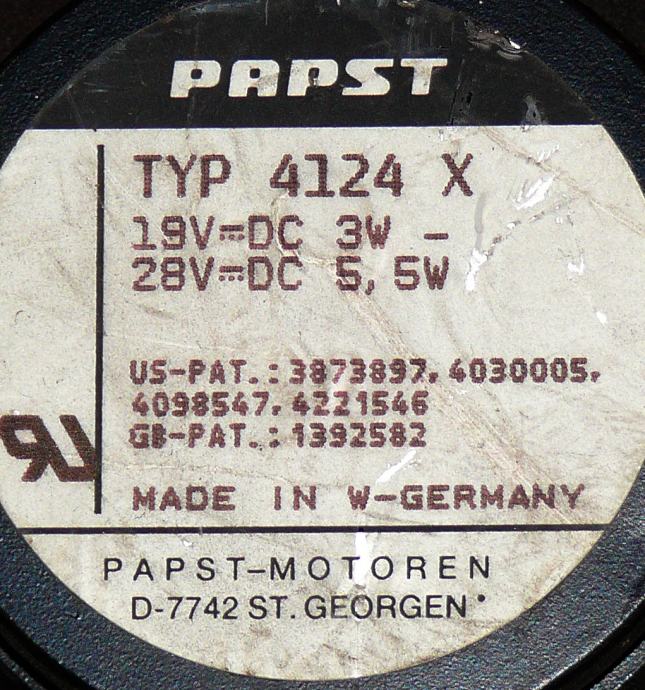 PAPST
TYP 4124 X
19V⎓DC 3W -
28V⎓DC 5,5W
US-PAT.: 3873897, 4030005,
4098547, 4221546
GB-PAT.: 1392582
MADE IN W-GERMANY
PAPST-MOTOREN
D-7742 ST. GEORGEN